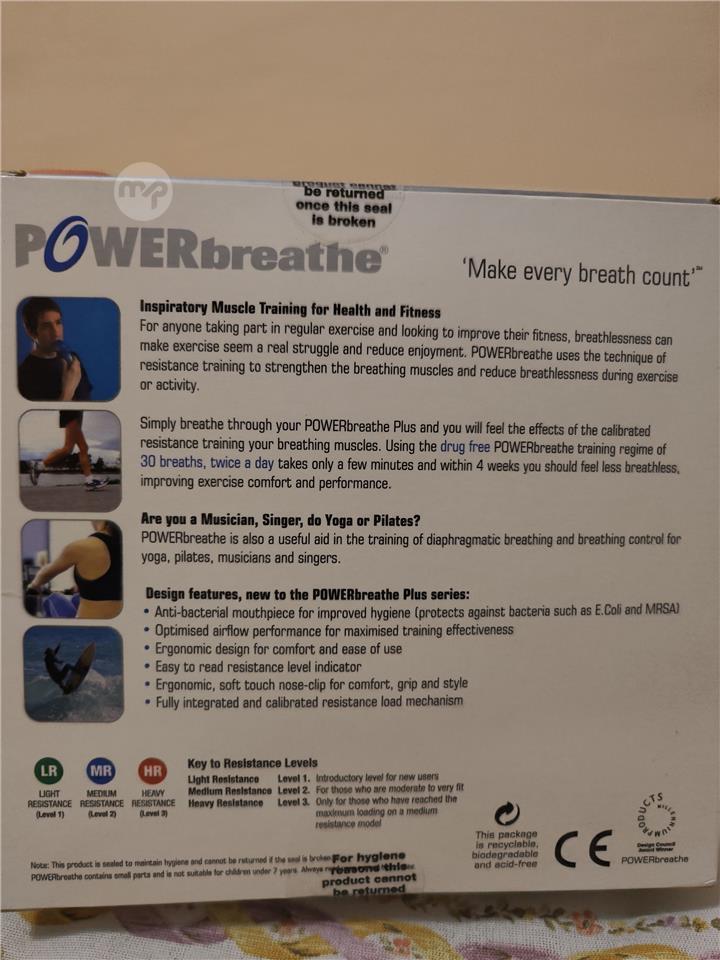 mp
product cannot
be returned
once this seal
is broken
POWERbreathe®
'Make every breath count'™
Inspiratory Muscle Training for Health and Fitness
For anyone taking part in regular exercise and looking to improve their fitness, breathlessness can
make exercise seem a real struggle and reduce enjoyment. POWERbreathe uses the technique of
resistance training to strengthen the breathing muscles and reduce breathlessness during exercise
or activity.
Simply breathe through your POWERbreathe Plus and you will feel the effects of the calibrated
resistance training your breathing muscles. Using the drug free POWERbreathe training regime of
30 breaths, twice a day takes only a few minutes and within 4 weeks you should feel less breathless,
improving exercise comfort and performance.
Are you a Musician, Singer, do Yoga or Pilates?
POWERbreathe is also a useful aid in the training of diaphragmatic breathing and breathing control for
yoga, pilates, musicians and singers.
Design features, new to the POWERbreathe Plus series:
• Anti-bacterial mouthpiece for improved hygiene (protects against bacteria such as E.Coli and MRSA)
• Optimised airflow performance for maximised training effectiveness
• Ergonomic design for comfort and ease of use
• Easy to read resistance level indicator
• Ergonomic, soft touch nose-clip for comfort, grip and style
• Fully integrated and calibrated resistance load mechanism
LR
LIGHT
RESISTANCE
(Level 1)
MR
MEDIUM
RESISTANCE
(Level 2)
HR
HEAVY
RESISTANCE
(Level 3)
Key to Resistance Levels
Light Resistance Level 1. Introductory level for new users
Medium Resistance Level 2. For those who are moderate to very fit
Heavy Resistance Level 3. Only for those who have reached the
maximum loading on a medium
resistance model
This package
is recyclable,
biodegradable
and acid-free
CE
MILLENNIUM PRODUCTS
Design Council
Award Winner
POWERbreathe
Note: This product is sealed to maintain hygiene and cannot be returned if the seal is broken
POWERbreathe contains small parts and is not suitable for children under 7 years. Always
For hygiene
reasons this
product cannot
be returned